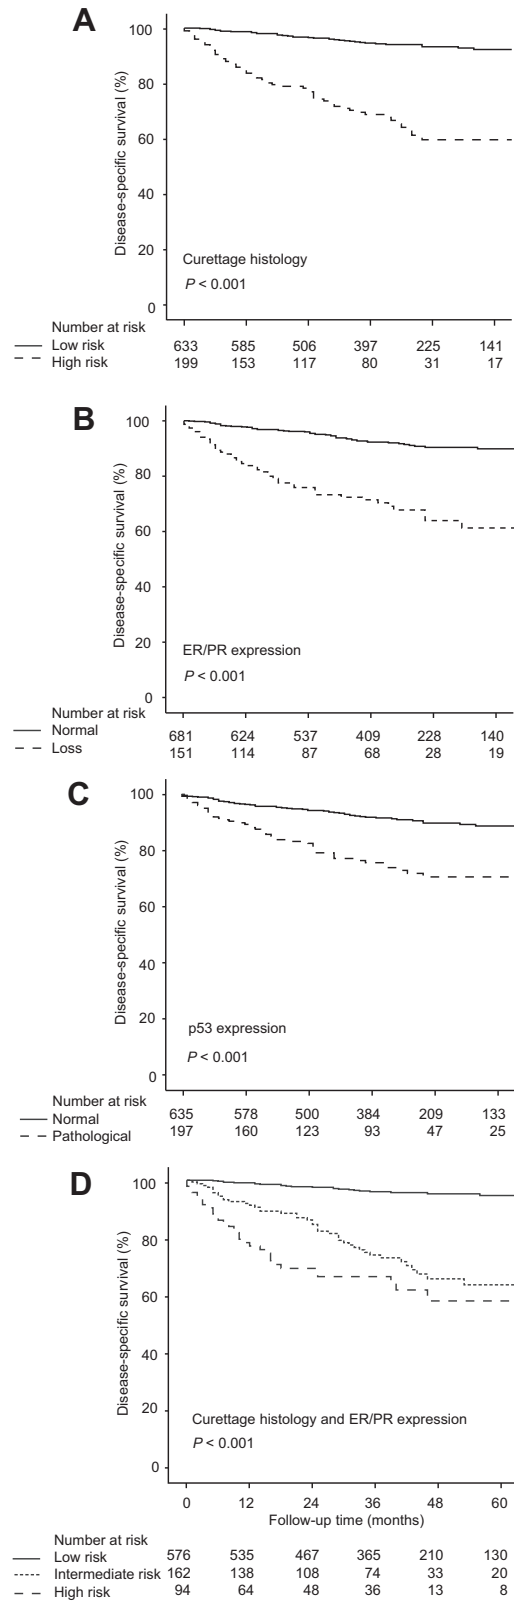 A
100
80
60
40
20
0
Disease-specific survival (%)
Curettage histology
P < 0.001
Number at risk
Low risk 633 585 506 397 225 141
High risk 199 153 117 80 31 17
B
100
80
60
40
20
0
Disease-specific survival (%)
ER/PR expression
P < 0.001
Number at risk
Normal 681 624 537 409 228 140
Loss 151 114 87 68 28 19
C
100
80
60
40
20
0
Disease-specific survival (%)
p53 expression
P < 0.001
Number at risk
Normal 635 578 500 384 209 133
Pathological 197 160 123 93 47 25
D
100
80
60
40
20
0
Disease-specific survival (%)
Curettage histology and ER/PR expression
P < 0.001
0 12 24 36 48 60
Follow-up time (months)
Number at risk
Low risk 576 535 467 365 210 130
Intermediate risk 162 138 108 74 33 20
High risk 94 64 48 36 13 8